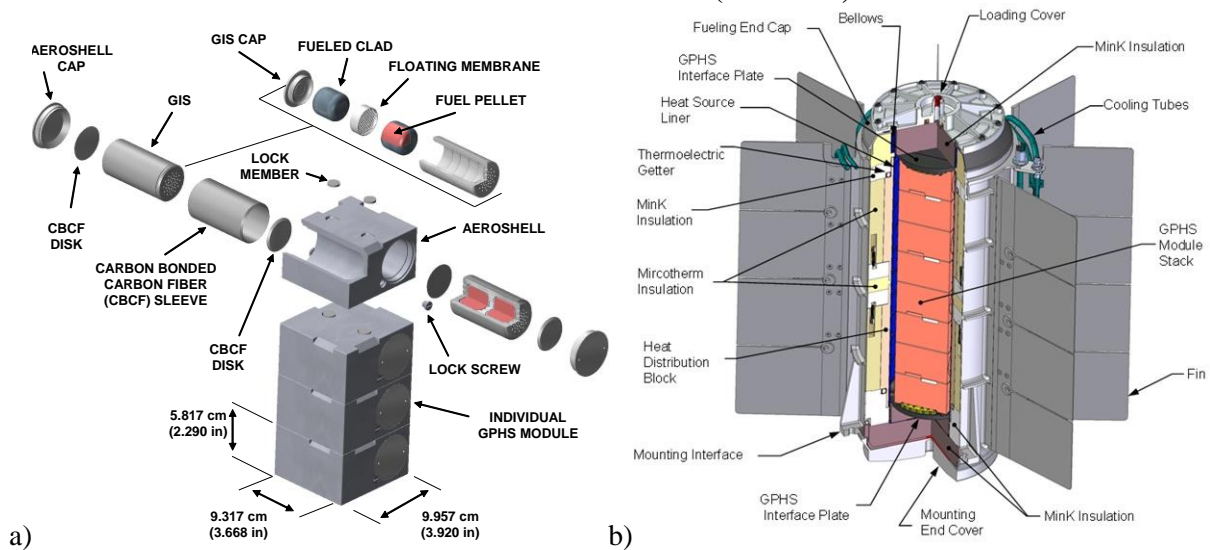 AEROSHELL
CAP
GIS
GIS CAP
FUELED CLAD
FLOATING MEMBRANE
FUEL PELLET
LOCK
MEMBER
CBCF
DISK
CARBON BONDED
CARBON FIBER
(CBCF) SLEEVE
AEROSHELL
CBCF
DISK
LOCK SCREW
INDIVIDUAL
GPHS MODULE
5.817 cm
(2.290 in)
9.317 cm
(3.668 in)
9.957 cm
(3.920 in)
a)
Fueling End Cap
Bellows
Loading Cover
GPHS
Interface Plate
MinK Insulation
Heat Source
Liner
Cooling Tubes
Thermoelectric
Getter
MinK
Insulation
GPHS
Module
Stack
Mircotherm
Insulation
Heat
Distribution
Block
Fin
Mounting Interface
GPHS
Interface Plate
Mounting
End Cover
MinK Insulation
b)